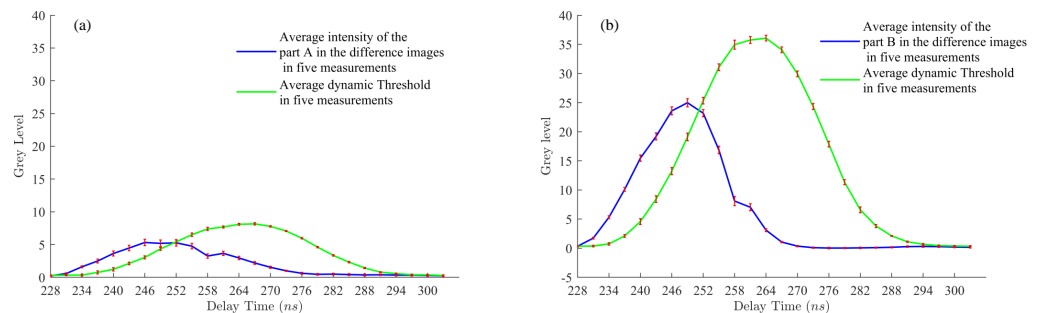 (a)
Average intensity of the
part A in the difference images
in five measurements
Average dynamic Threshold
in five measurements
40
35
30
25
20
15
10
5
0
Grey Level
228 234 240 246 252 258 264 270 276 282 288 294 300
Delay Time (ns)
(b)
Average intensity of the
part B in the difference images
in five measurements
Average dynamic Threshold
in five measurements
40
35
30
25
20
15
10
5
0
-5
Grey level
228 234 240 246 252 258 264 270 276 282 288 294 300
Delay Time (ns)